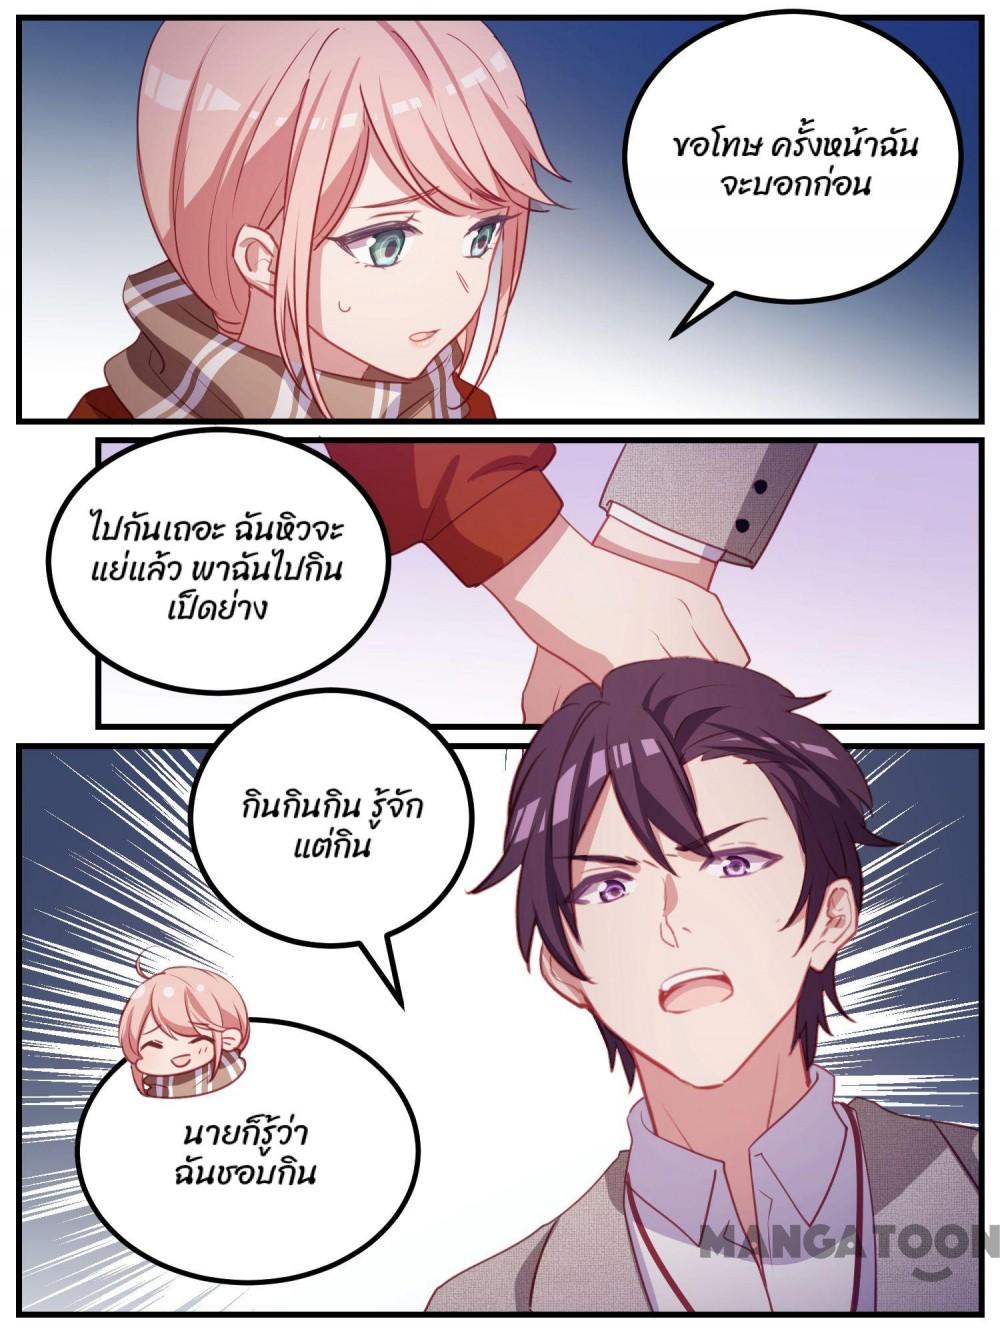 ขอโทษ ครั้งหน้าฉัน
จะบอกก่อน
ไปกันเถอะ ฉันหิวจะ
แย่แล้ว พาฉันไปกิน
เป็ดย่าง
กินกินกิน รู้จัก
แต่กิน
นายก็รู้ว่า
ฉันชอบกิน
MANGATOON